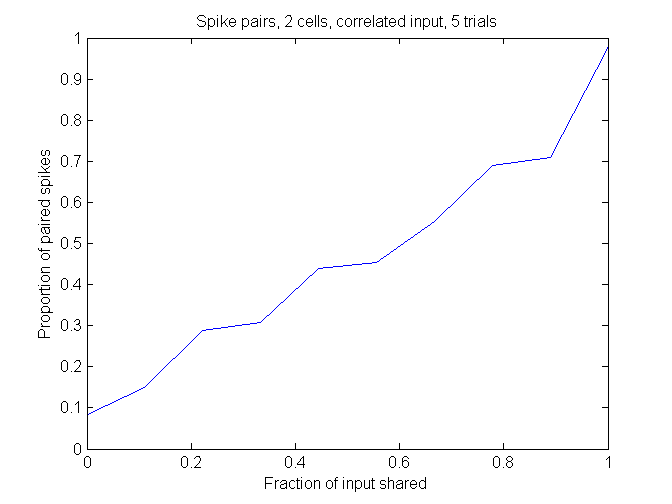 Spike pairs, 2 cells, correlated input, 5 trials
1
0.9
0.8
0.7
0.6
0.5
0.4
0.3
0.2
0.1
0
Proportion of paired spikes
0 0.2 0.4 0.6 0.8 1
Fraction of input shared